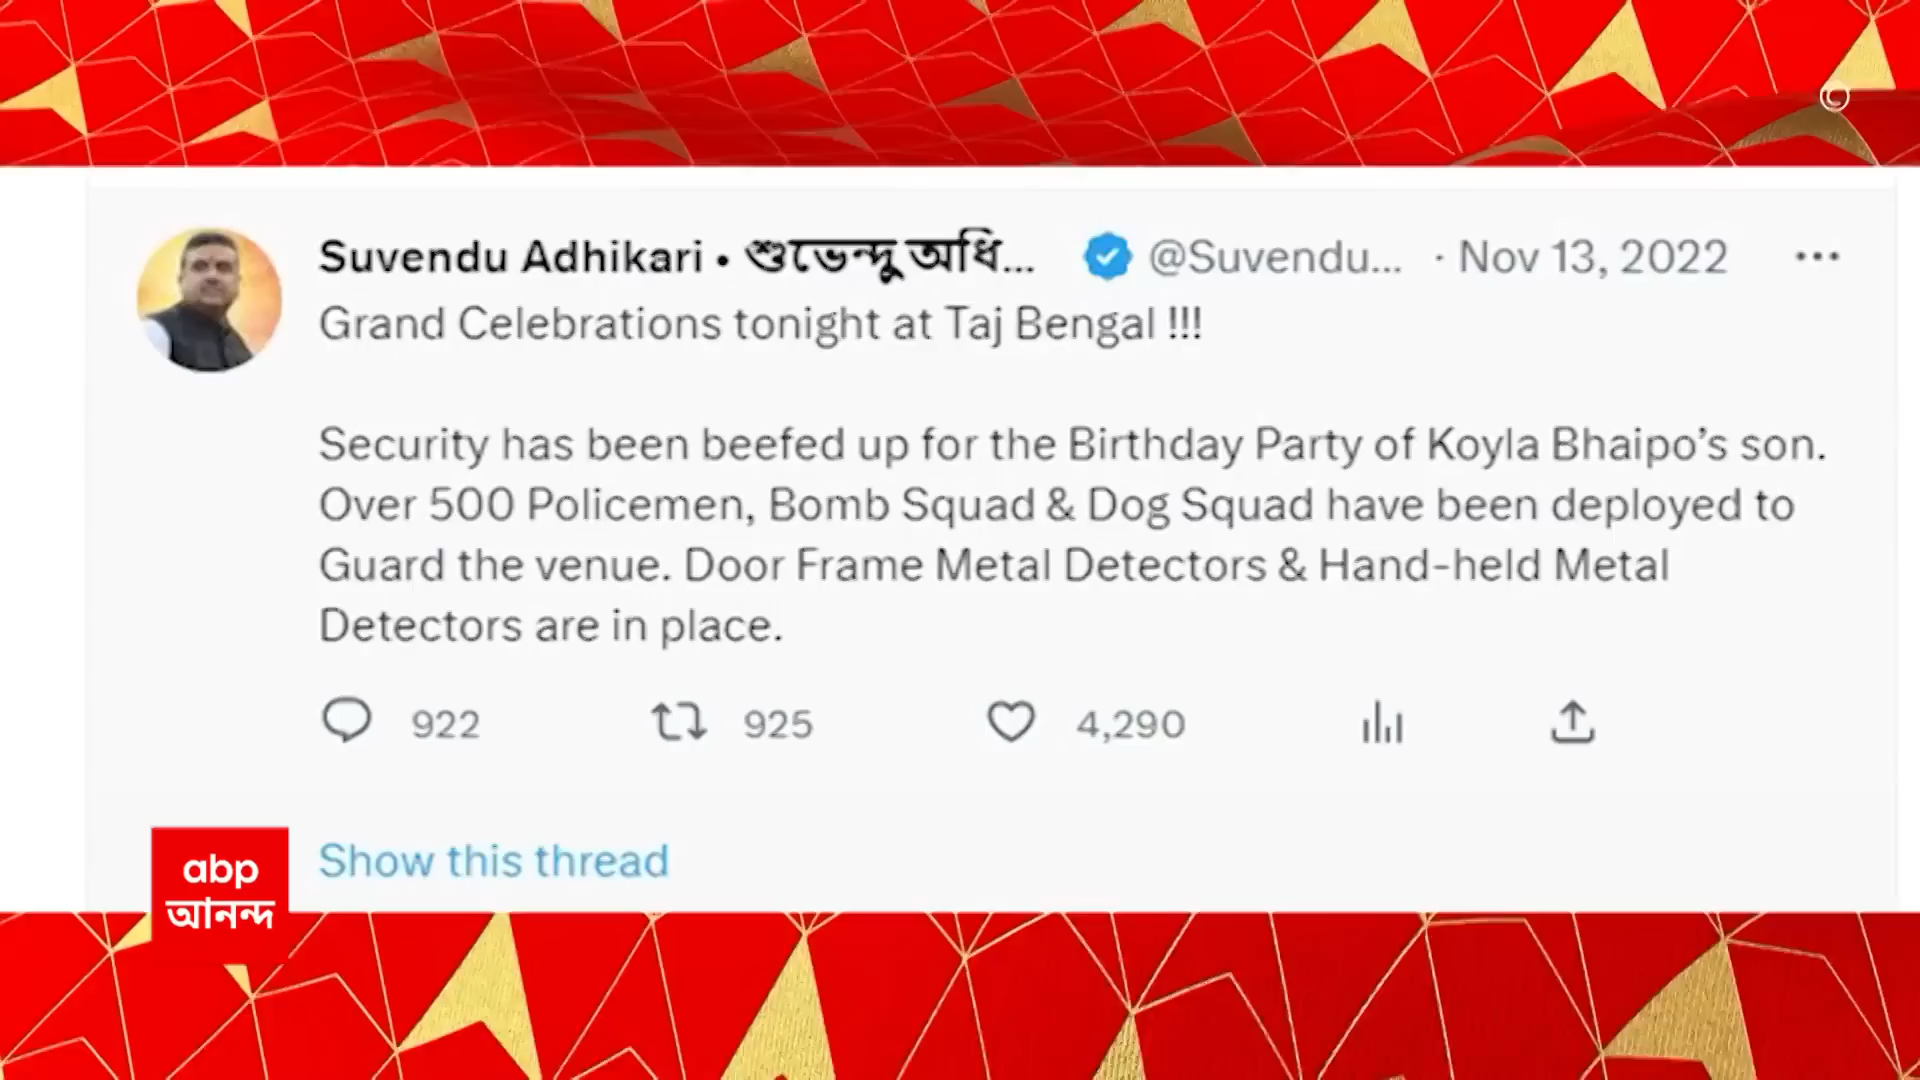 ©
Suvendu Adhikari • শুভেন্দু অধি... @Suvendu... · Nov 13, 2022
Grand Celebrations tonight at Taj Bengal !!!
Security has been beefed up for the Birthday Party of Koyla Bhaipo’s son.
Over 500 Policemen, Bomb Squad & Dog Squad have been deployed to
Guard the venue. Door Frame Metal Detectors & Hand-held Metal
Detectors are in place.
922 925 4,290
Show this thread
abp
আনন্দ